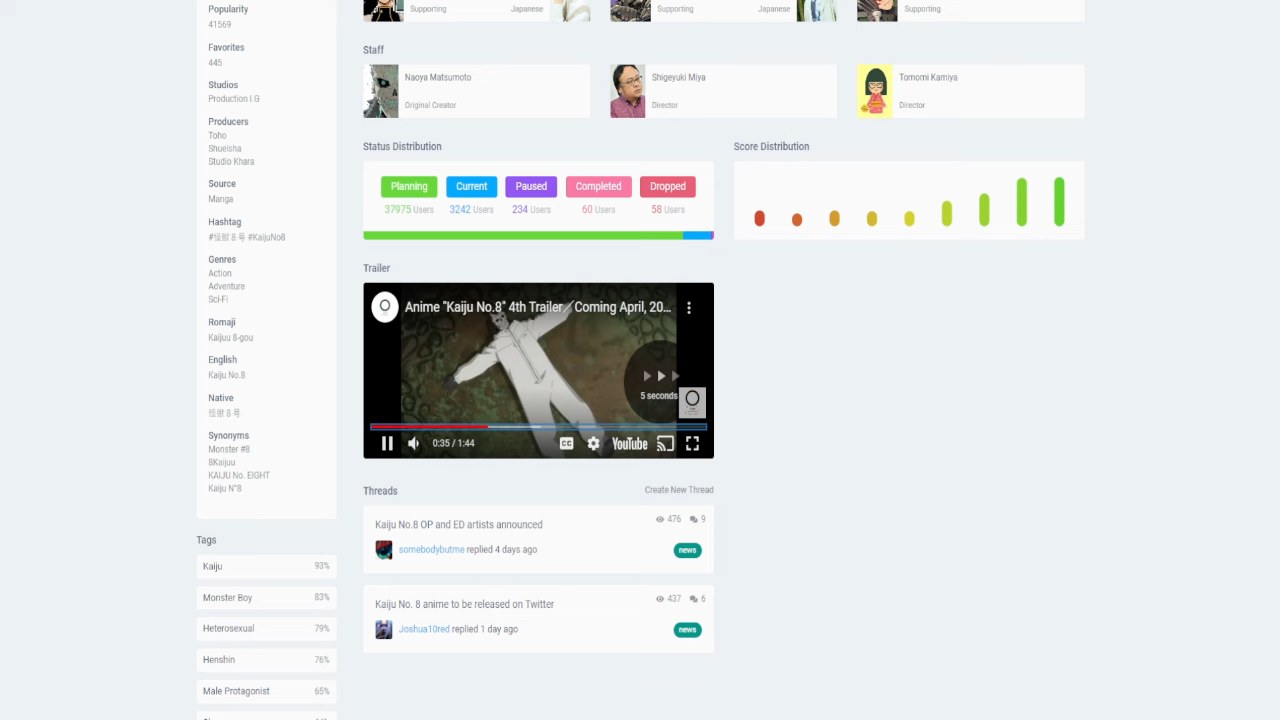 Popularity
41569
Favorites
445
Studios
Production I.G
Producers
Toho
Shueisha
Studio Khara
Source
Manga
Hashtag
#怪獣８号 #KaijuNo8
Genres
Action
Adventure
Sci-Fi
Romaji
Kaijuu 8-gou
English
Kaiju No.8
Native
怪獣８号
Synonyms
Monster #8
8Kaijuu
KAIJU No. EIGHT
Kaiju N°8
Tags
Kaiju 93%
Monster Boy 83%
Heterosexual 79%
Henshin 76%
Male Protagonist 65%
Supporting Japanese
Supporting Japanese
Supporting
Staff
Naoya Matsumoto
Original Creator
Shigeyuki Miya
Director
Tomomi Kamiya
Director
Status Distribution
Planning Current Paused Completed Dropped
37975 Users 3242 Users 234 Users 60 Users 58 Users
Score Distribution
Trailer
Anime "Kaiju No.8" 4th Trailer／Coming April, 20...
5 seconds
0:35 / 1:44
CC
YouTube
Threads Create New Thread
Kaiju No.8 OP and ED artists announced 476 9
somebodybutme replied 4 days ago news
Kaiju No. 8 anime to be released on Twitter 437 6
Joshua10red replied 1 day ago news